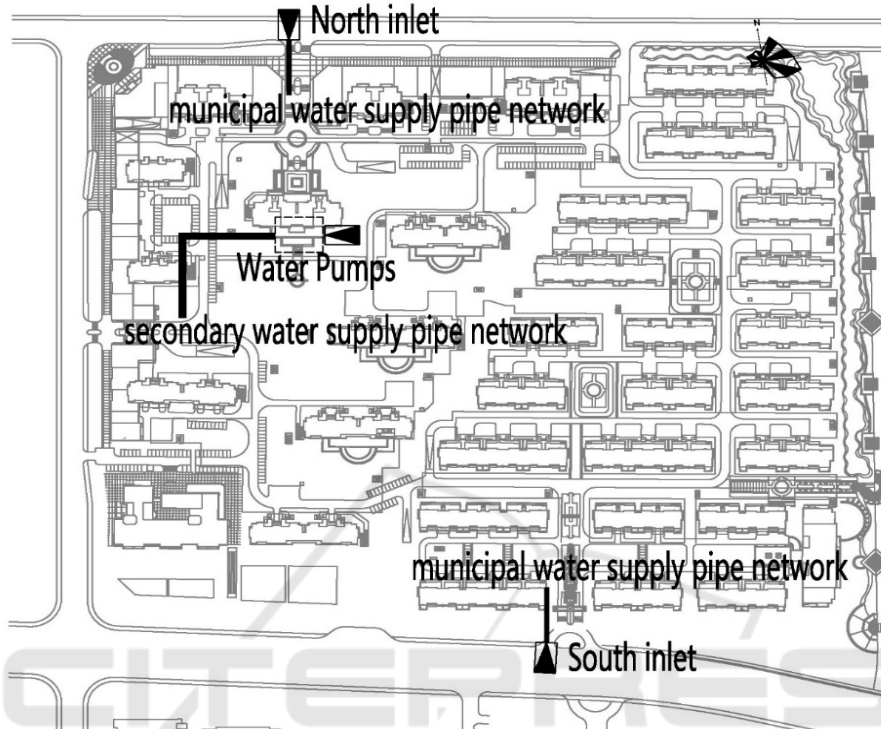 North inlet
N
municipal water supply pipe network
Water Pumps
secondary water supply pipe network
municipal water supply pipe network
South inlet
CITEPRES